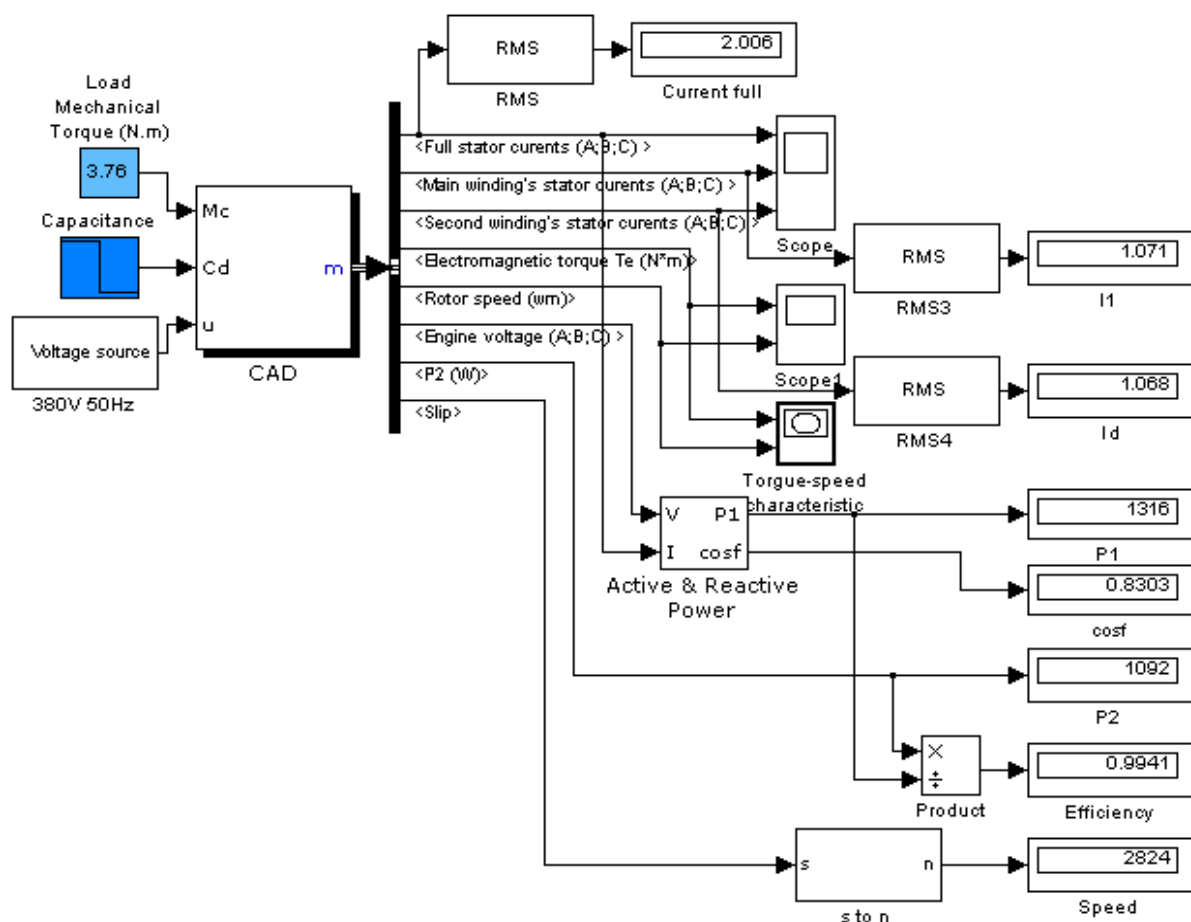 RMS
2.006
RMS
Current full
Load
Mechanical
Torque (N.m)
3.76
<Full stator curents (A;B;C) >
<Main winding's stator curents (A;B;C) >
Mc
Capacitance
<Second winding's stator curents (A;B;C) >
Scope
RMS
1.071
Cd
m
<Electromagnetic torque Te (N*m)>
RMS3
I1
<Rotor speed (wm)>
u
<Engine voltage (A;B;C) >
Voltage source
CAD
<P2 (W)>
Scope1
RMS
1.068
380V 50Hz
<Slip>
RMS4
Id
Torgue-speed
characteristic
V
P1
1316
I
cosf
P1
Active & Reactive
Power
0.8303
cosf
1092
P2
×
÷
0.9941
Product
Efficiency
s
n
2824
s to n
Speed